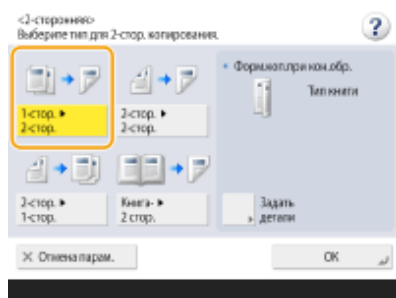 <2-сторонняя>
Выберите тип для 2-стор. копирования.
?
1-стор. ▶
2-стор.
2-стор. ▶
2-стор.
• Форм.коп.при кон.обр.
Тип книги
2-стор. ▶
1-стор.
Книга- ▶
2 стор.
Задать
детали
× Отмена парам.
OK